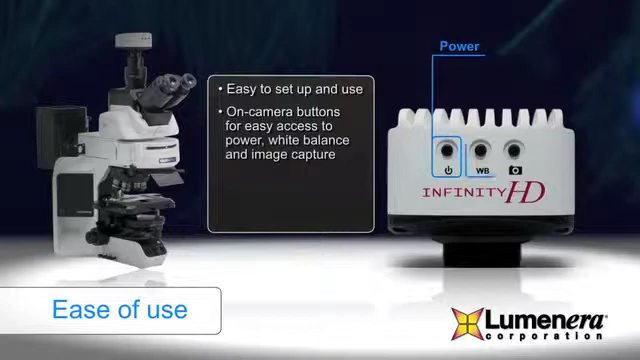 Power
• Easy to set up and use
• On-camera buttons
for easy access to
power, white balance
and image capture
WB
INFINITY HD
Ease of use
Lumenera®
corporation